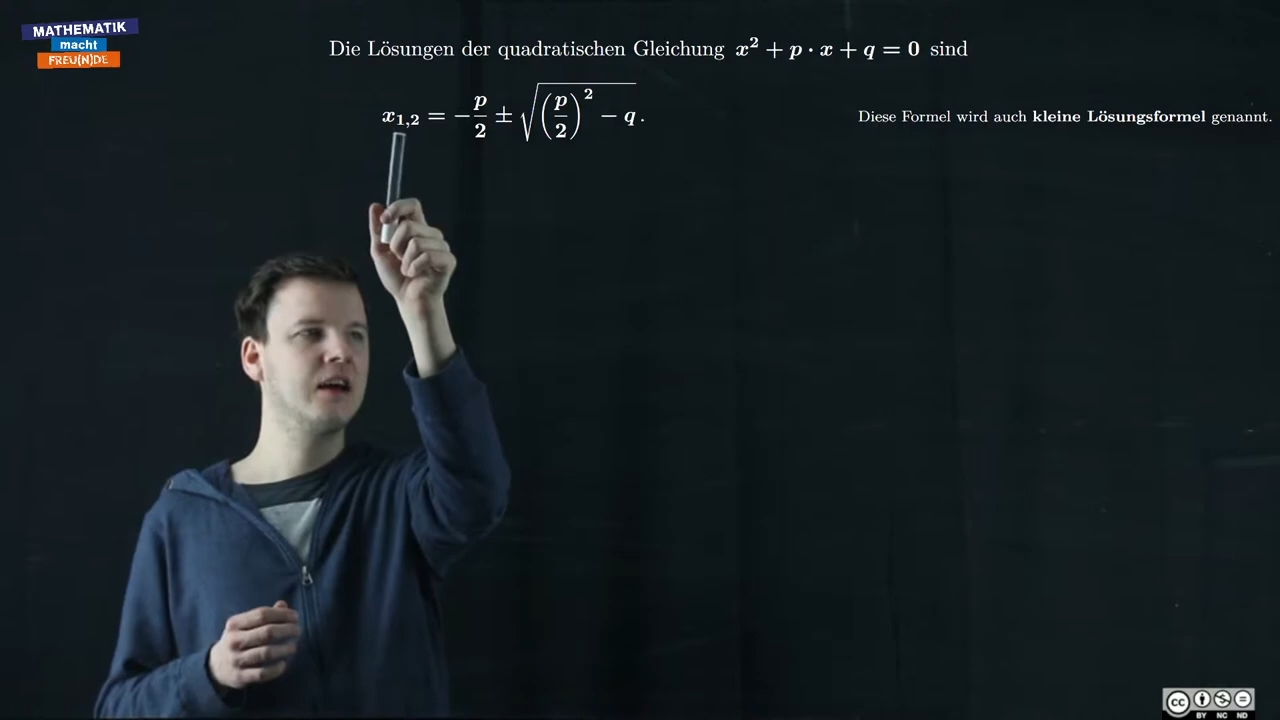 MATHEMATIK
macht
FREU(N)DE
Die Lösungen der quadratischen Gleichung x² + p · x + q = 0 sind
x₁,₂ = −p/2 ± √((p/2)² − q).
Diese Formel wird auch kleine Lösungsformel genannt.
cc
BY NC ND